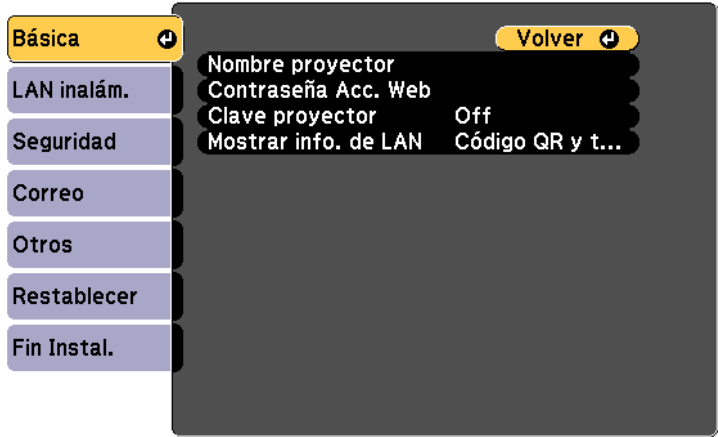 Básica
Volver
Nombre proyector
Contraseña Acc. Web
Clave proyector Off
Mostrar info. de LAN Código QR y t...
LAN inalám.
Seguridad
Correo
Otros
Restablecer
Fin Instal.